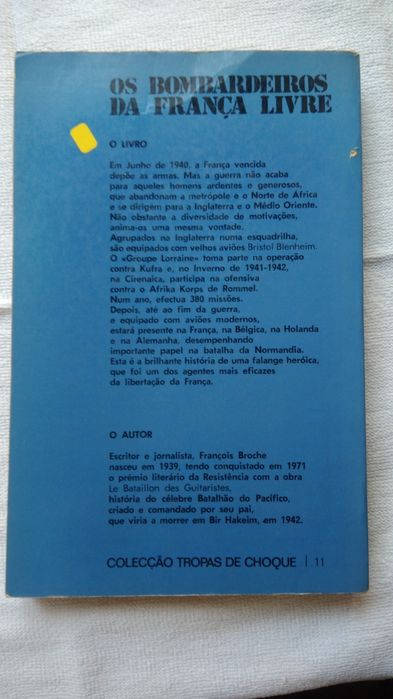 OS BOMBARDEIROS
DA FRANÇA LIVRE
O LIVRO
Em Junho de 1940, a França vencida
depõe as armas. Mas a guerra não acaba
para aqueles homens ardentes e generosos,
que abandonam a metrópole e o Norte de África
e se dirigem para a Inglaterra e o Médio Oriente.
Não obstante a diversidade de motivações,
anima-os uma mesma vontade.
Agrupados na Inglaterra numa esquadrilha,
são equipados com velhos aviões Bristol Blenheim.
O «Groupe Lorraine» toma parte na operação
contra Kufra e, no Inverno de 1941-1942,
na Cirenaica, participa na ofensiva
contra o Afrika Korps de Rommel.
Num ano, efectua 380 missões.
Depois, até ao fim da guerra,
e equipado com aviões modernos,
estará presente na França, na Bélgica, na Holanda
e na Alemanha, desempenhando
importante papel na batalha da Normandia.
Esta é a brilhante história de uma falange heróica,
que foi um dos agentes mais eficazes
da libertação da França.
O AUTOR
Escritor e jornalista, François Broche
nasceu em 1939, tendo conquistado em 1971
o prémio literário da Resistência com a obra
Le Bataillon des Guitaristes,
história do célebre Batalhão do Pacífico,
criado e comandado por seu pai,
que viria a morrer em Bir Hakeim, em 1942.
COLECÇÃO TROPAS DE CHOQUE | 11